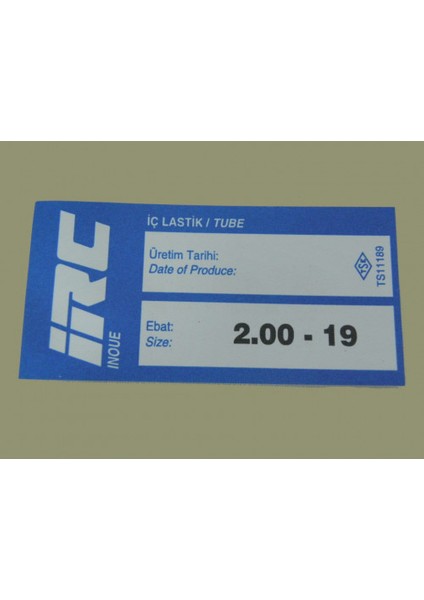 IRC
INOUE
İÇ LASTİK / TUBE
Üretim Tarihi:
Date of Produce:
TSE
TS11189
Ebat:
Size:
2.00 - 19